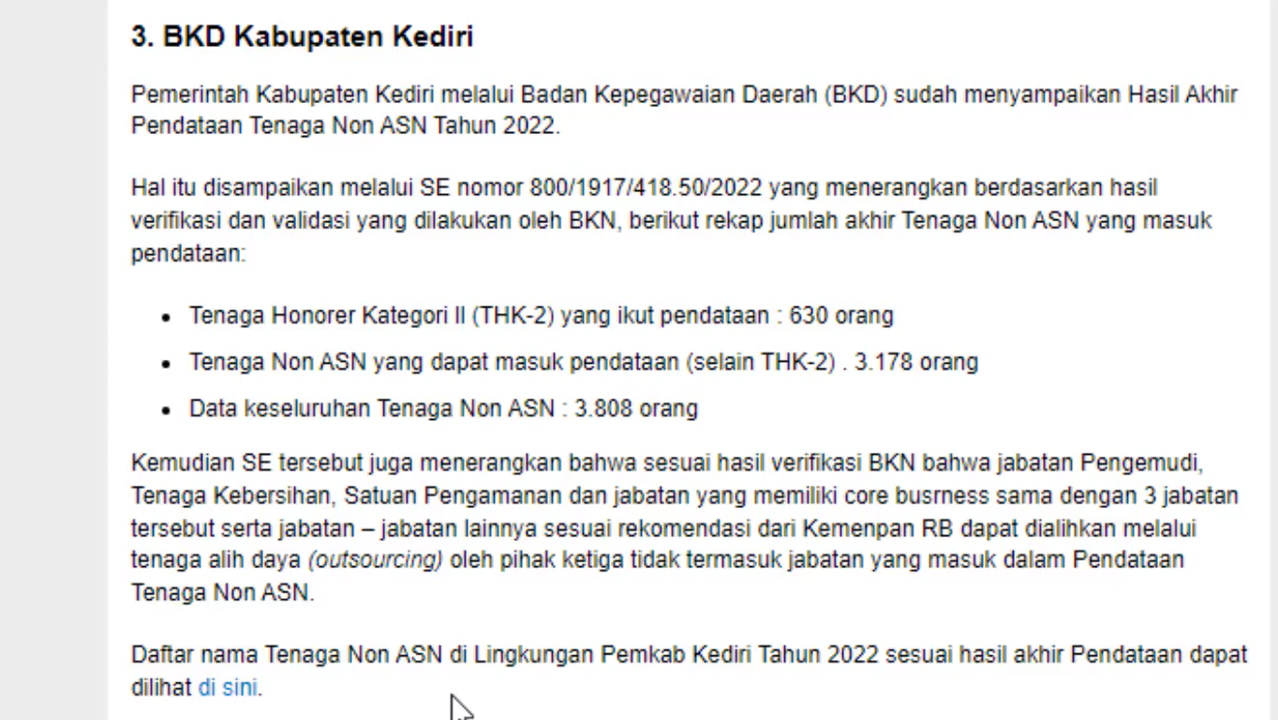 3. BKD Kabupaten Kediri
Pemerintah Kabupaten Kediri melalui Badan Kepegawaian Daerah (BKD) sudah menyampaikan Hasil Akhir
Pendataan Tenaga Non ASN Tahun 2022.
Hal itu disampaikan melalui SE nomor 800/1917/418.50/2022 yang menerangkan berdasarkan hasil
verifikasi dan validasi yang dilakukan oleh BKN, berikut rekap jumlah akhir Tenaga Non ASN yang masuk
pendataan:
• Tenaga Honorer Kategori II (THK-2) yang ikut pendataan : 630 orang
• Tenaga Non ASN yang dapat masuk pendataan (selain THK-2) . 3.178 orang
• Data keseluruhan Tenaga Non ASN : 3.808 orang
Kemudian SE tersebut juga menerangkan bahwa sesuai hasil verifikasi BKN bahwa jabatan Pengemudi,
Tenaga Kebersihan, Satuan Pengamanan dan jabatan yang memiliki core busrness sama dengan 3 jabatan
tersebut serta jabatan – jabatan lainnya sesuai rekomendasi dari Kemenpan RB dapat dialihkan melalui
tenaga alih daya (outsourcing) oleh pihak ketiga tidak termasuk jabatan yang masuk dalam Pendataan
Tenaga Non ASN.
Daftar nama Tenaga Non ASN di Lingkungan Pemkab Kediri Tahun 2022 sesuai hasil akhir Pendataan dapat
dilihat di sini.